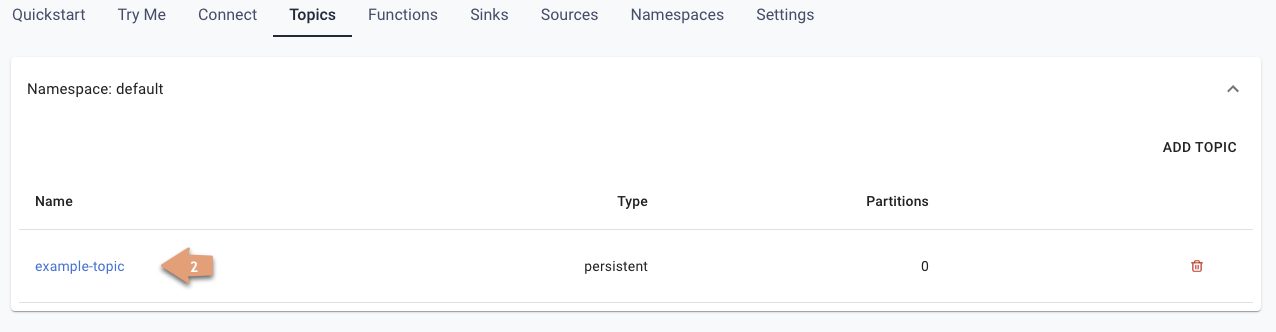 Quickstart Try Me Connect Topics Functions Sinks Sources Namespaces Settings
Namespace: default
ADD TOPIC
Name Type Partitions
example-topic 2 persistent 0